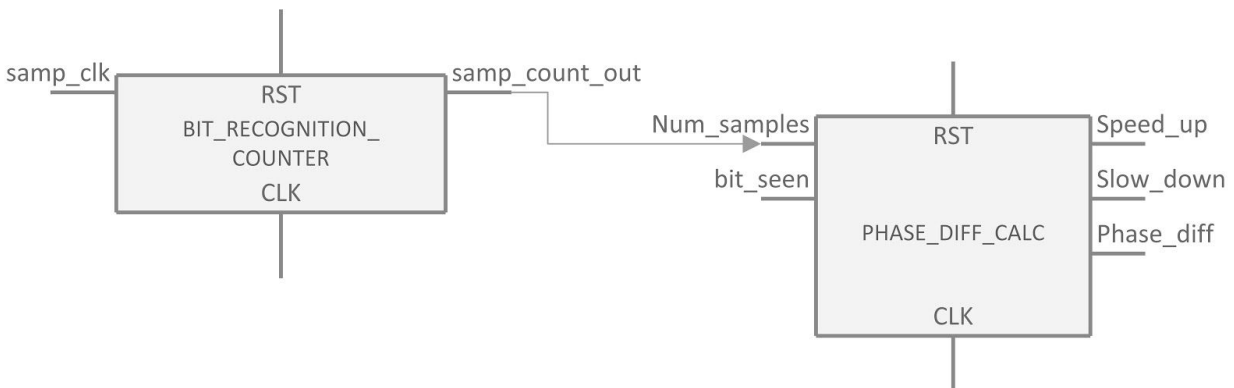 samp_clk
RST
BIT_RECOGNITION_
COUNTER
CLK
samp_count_out
Num_samples
bit_seen
RST
PHASE_DIFF_CALC
CLK
Speed_up
Slow_down
Phase_diff